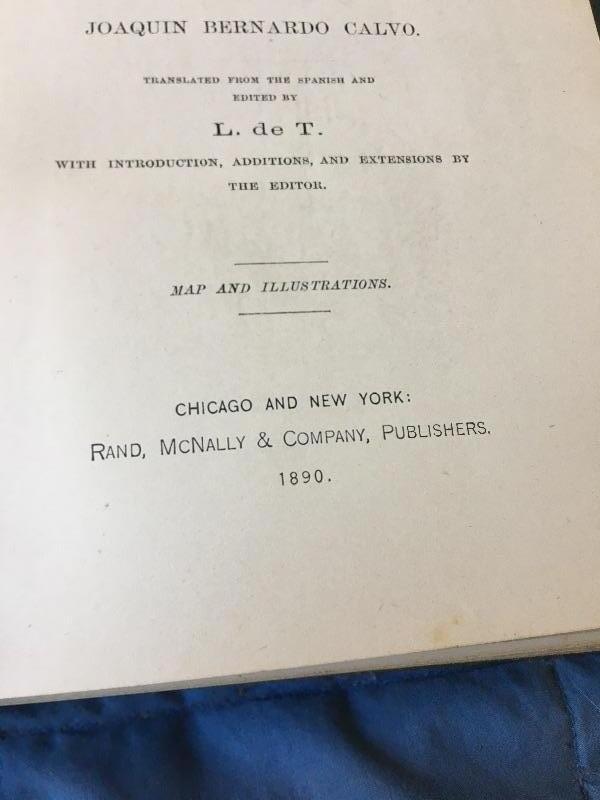 JOAQUIN BERNARDO CALVO.
TRANSLATED FROM THE SPANISH AND
EDITED BY
L. de T.
WITH INTRODUCTION, ADDITIONS, AND EXTENSIONS BY
THE EDITOR.
MAP AND ILLUSTRATIONS.
CHICAGO AND NEW YORK:
RAND, MCNALLY & COMPANY, PUBLISHERS.
1890.